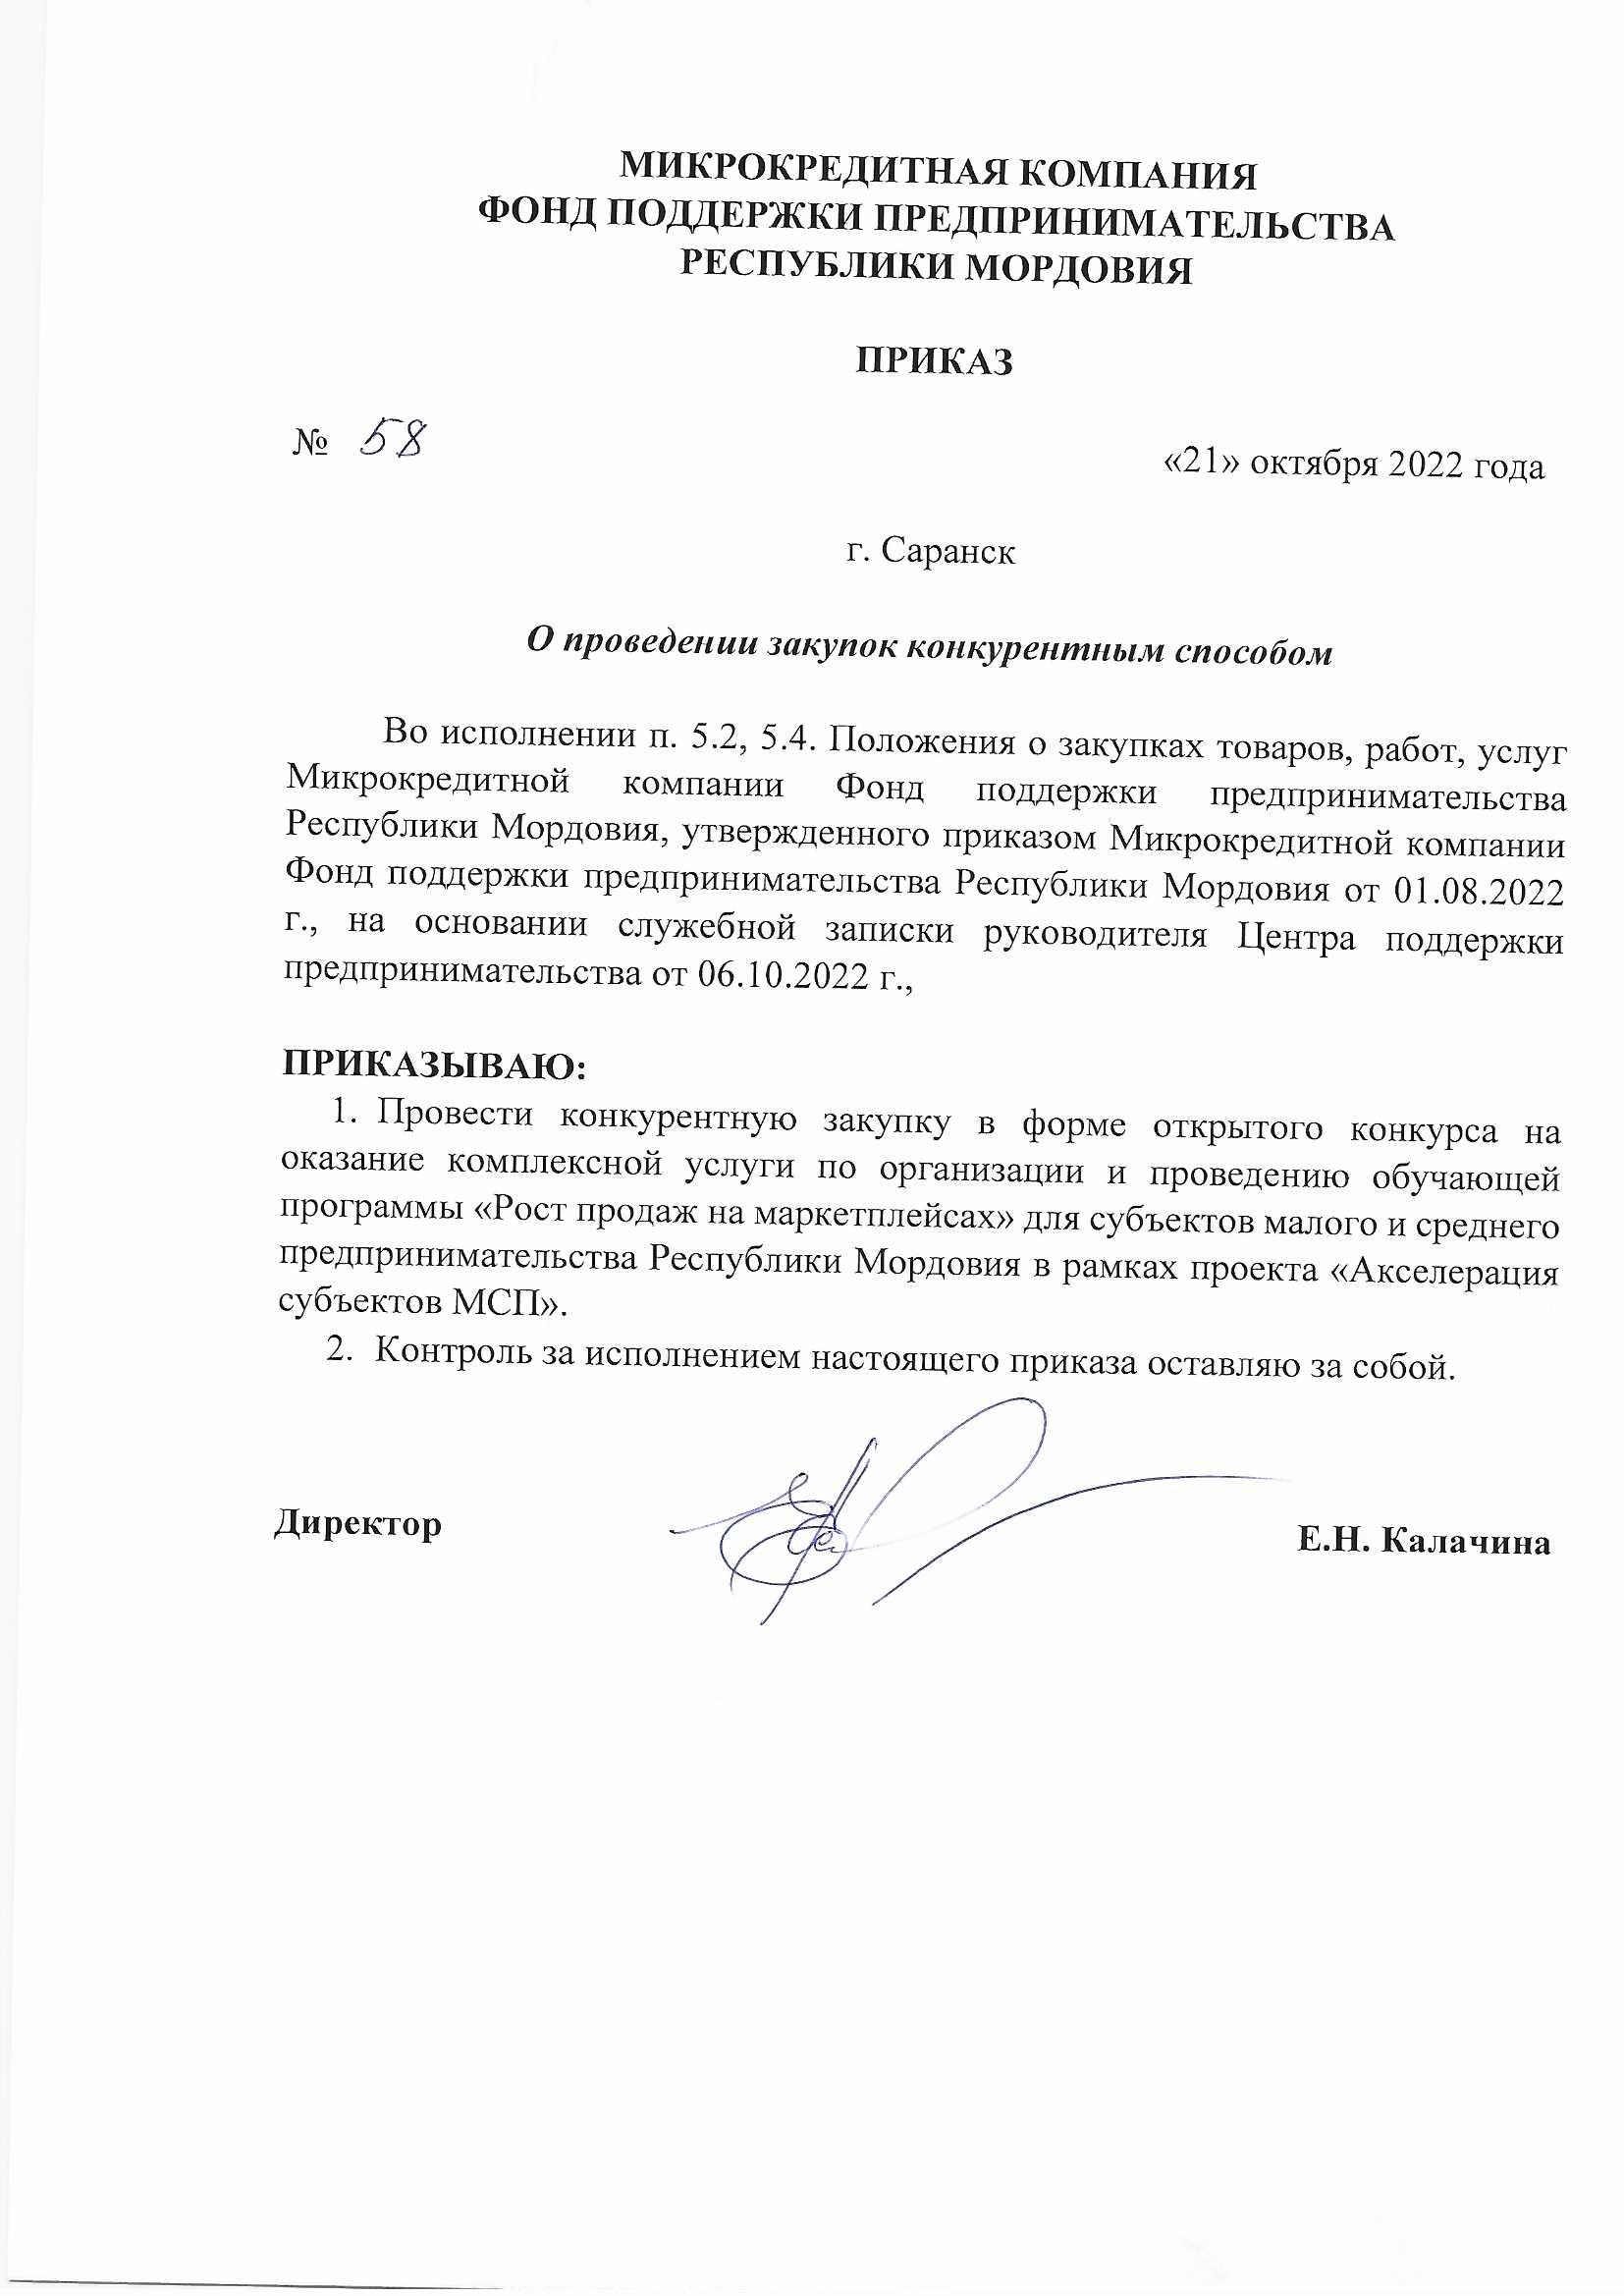 МИКРОКРЕДИТНАЯ КОМПАНИЯ
ФОНД ПОДДЕРЖКИ ПРЕДПРИНИМАТЕЛЬСТВА
РЕСПУБЛИКИ МОРДОВИЯ
ПРИКАЗ
№ 58
«21» октября 2022 года
г. Саранск
О проведении закупок конкурентным способом
Во исполнении п. 5.2, 5.4. Положения о закупках товаров, работ, услуг
Микрокредитной компании Фонд поддержки предпринимательства
Республики Мордовия, утвержденного приказом Микрокредитной компании
Фонд поддержки предпринимательства Республики Мордовия от 01.08.2022
г., на основании служебной записки руководителя Центра поддержки
предпринимательства от 06.10.2022 г.,
ПРИКАЗЫВАЮ:
1. Провести конкурентную закупку в форме открытого конкурса на
оказание комплексной услуги по организации и проведению обучающей
программы «Рост продаж на маркетплейсах» для субъектов малого и среднего
предпринимательства Республики Мордовия в рамках проекта «Акселерация
субъектов МСП».
2. Контроль за исполнением настоящего приказа оставляю за собой.
Директор
Е.Н. Калачина